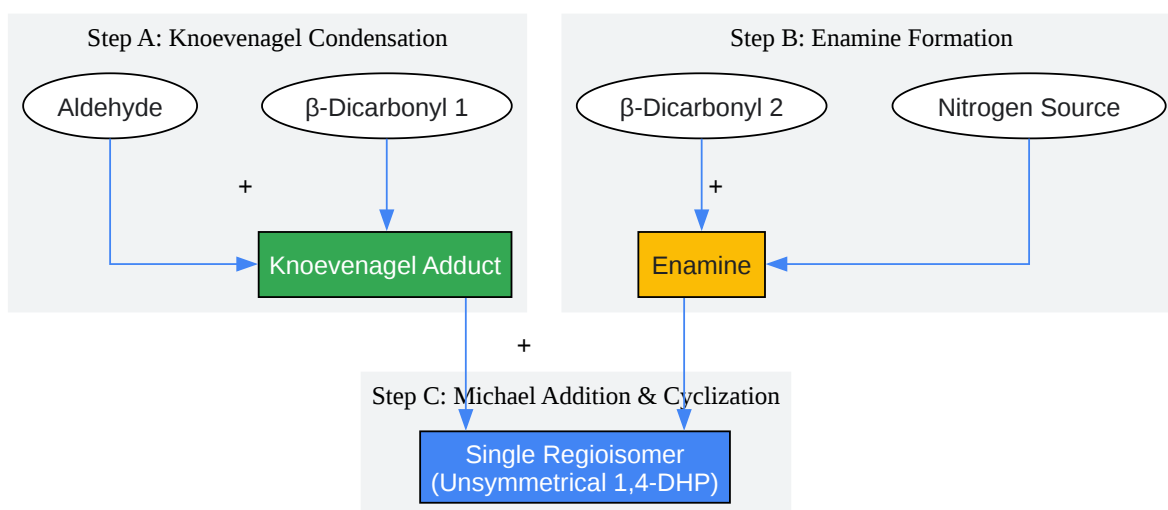 Step A: Knoevenagel Condensation
Step B: Enamine Formation
Aldehyde
β-Dicarbonyl 1
β-Dicarbonyl 2
Nitrogen Source
+
+
Knoevenagel Adduct
Enamine
+
Step C: Michael Addition & Cyclization
Single Regioisomer
(Unsymmetrical 1,4-DHP)